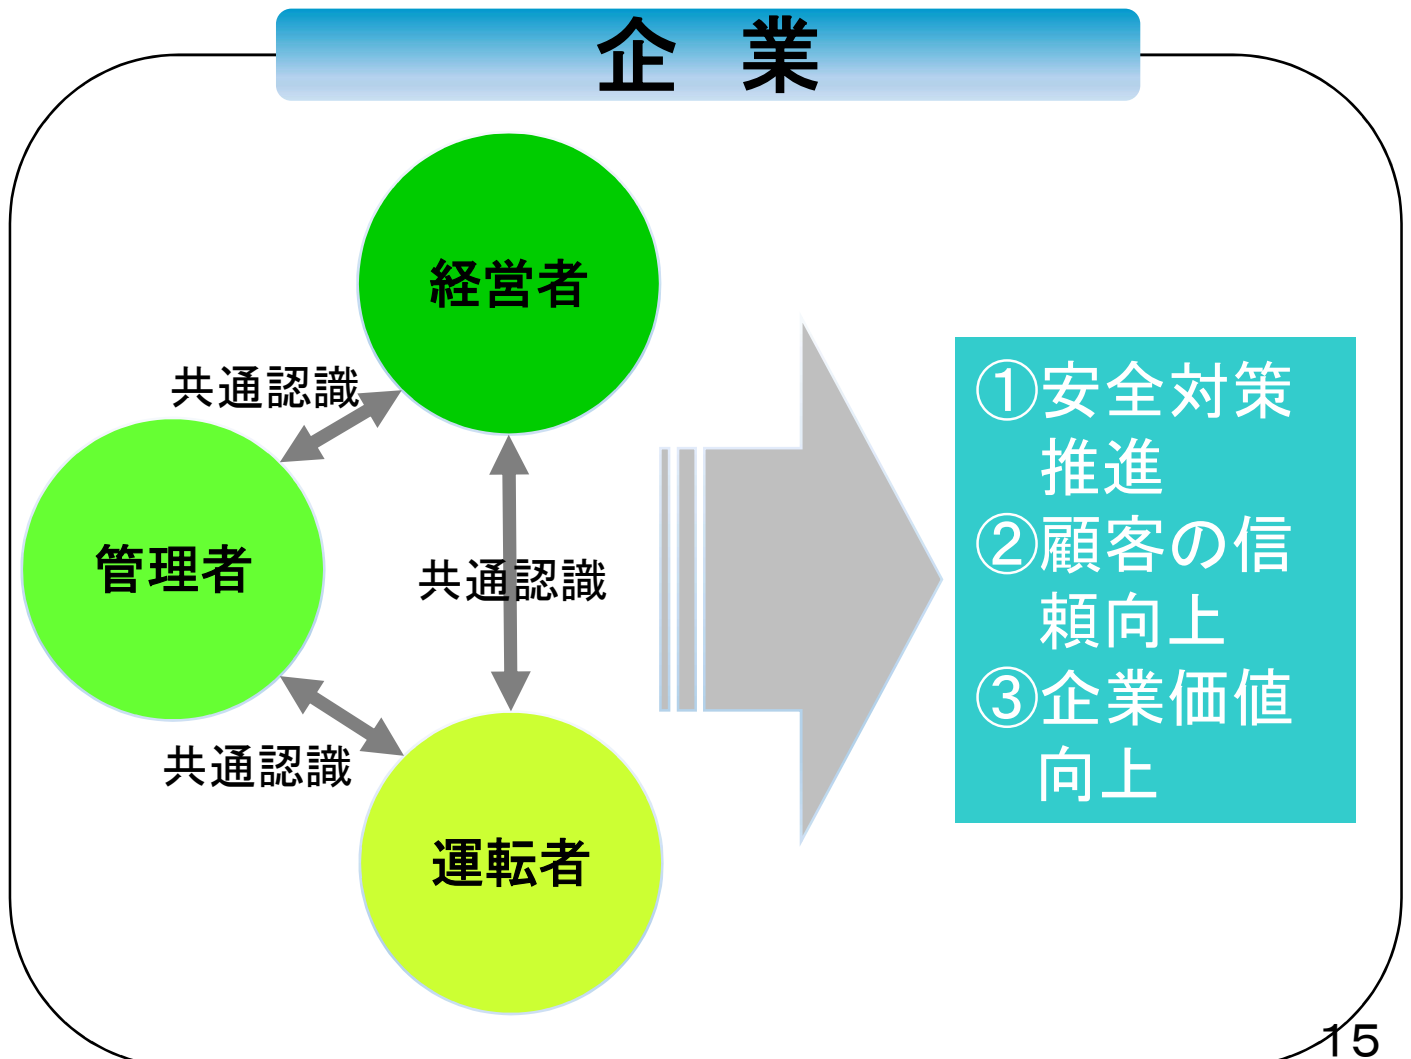 企　業
経営者
共通認識
管理者
共通認識
共通認識
運転者
①安全対策
推進
②顧客の信
頼向上
③企業価値
向上
15